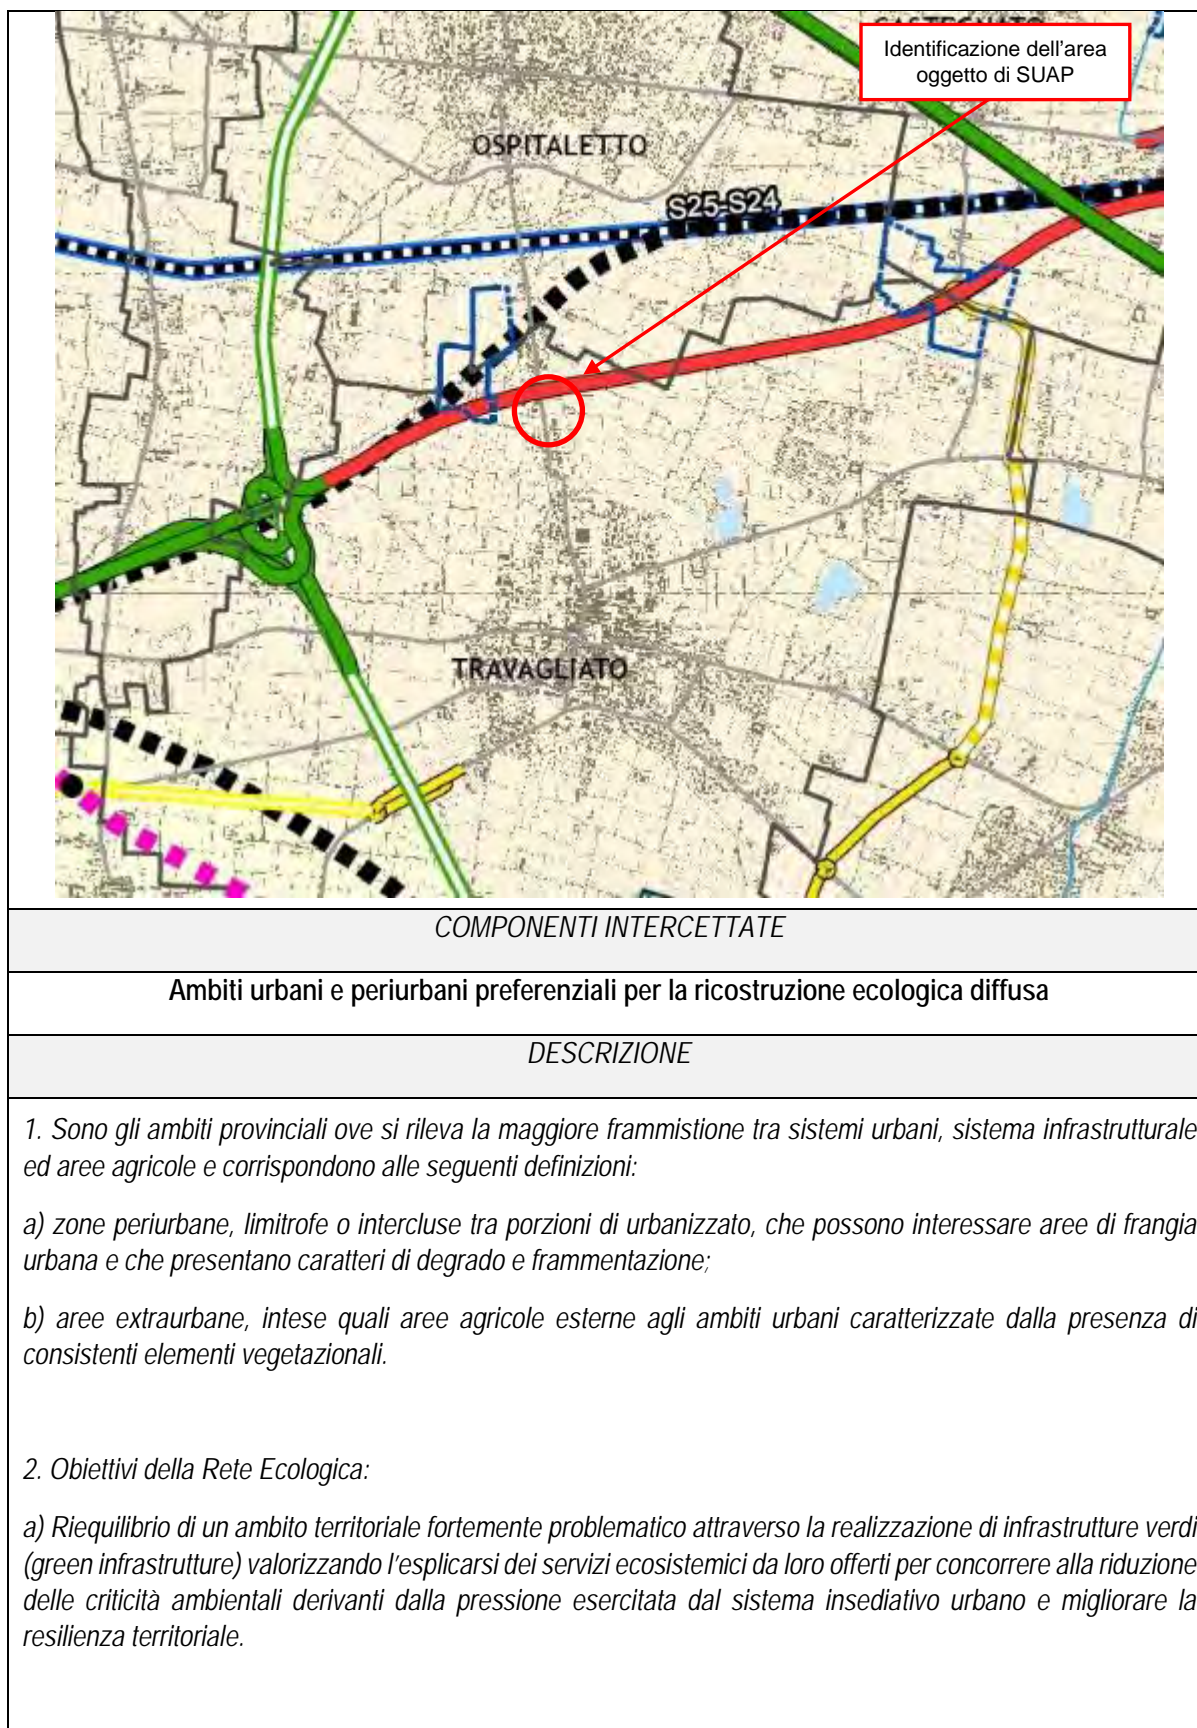 CASTEGNATO
Identificazione dell'area
oggetto di SUAP
OSPITALETTO
S25-S24
TRAVAGLIATO
COMPONENTI INTERCETTATE
Ambiti urbani e periurbani preferenziali per la ricostruzione ecologica diffusa
DESCRIZIONE
1. Sono gli ambiti provinciali ove si rileva la maggiore frammistione tra sistemi urbani, sistema infrastrutturale
ed aree agricole e corrispondono alle seguenti definizioni:
a) zone periurbane, limitrofe o intercluse tra porzioni di urbanizzato, che possono interessare aree di frangia
urbana e che presentano caratteri di degrado e frammentazione;
b) aree extraurbane, intese quali aree agricole esterne agli ambiti urbani caratterizzate dalla presenza di
consistenti elementi vegetazionali.
2. Obiettivi della Rete Ecologica:
a) Riequilibrio di un ambito territoriale fortemente problematico attraverso la realizzazione di infrastrutture verdi
(green infrastrutture) valorizzando l'esplicarsi dei servizi ecosistemici da loro offerti per concorrere alla riduzione
delle criticità ambientali derivanti dalla pressione esercitata dal sistema insediativo urbano e migliorare la
resilienza territoriale.